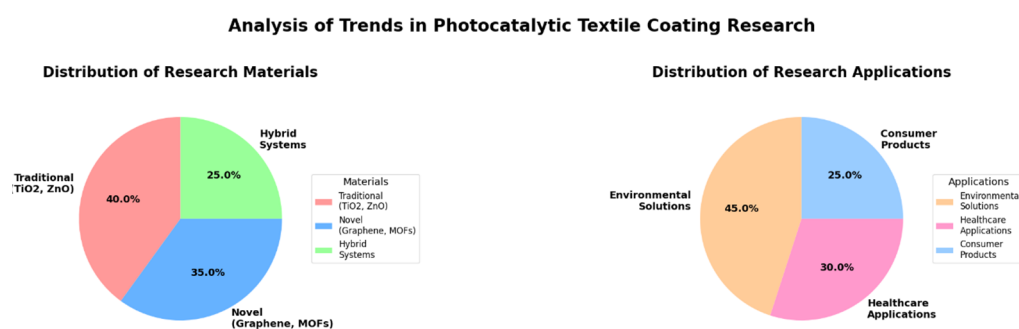 Analysis of Trends in Photocatalytic Textile Coating Research
Distribution of Research Materials
Hybrid
Systems
25.0%
Traditional
TiO2, ZnO)
40.0%
35.0%
Novel
(Graphene, MOFs)
Materials
Traditional
(TiO2, ZnO)
Novel
(Graphene, MOFs)
Hybrid
Systems
Distribution of Research Applications
Consumer
Products
25.0%
Environmental
Solutions
45.0%
30.0%
Healthcare
Applications
Applications
Environmenta
Solutions
Healthcare
Applications
Consumer
Products